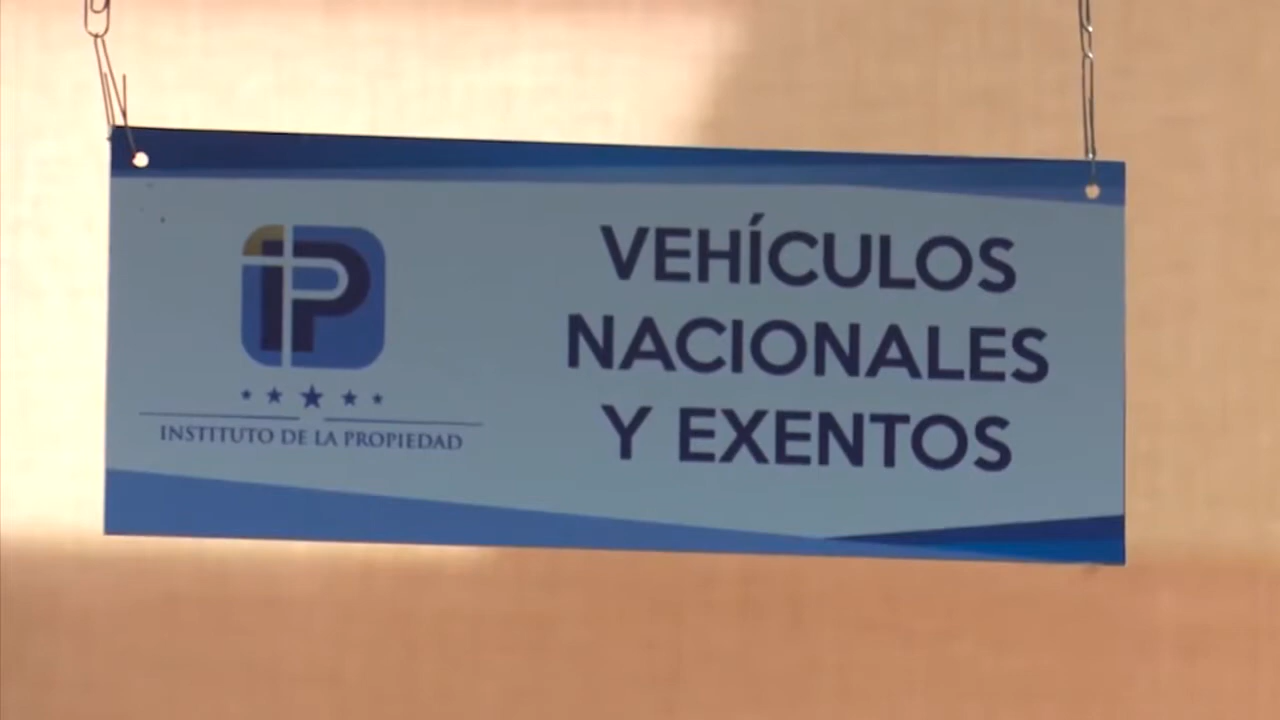 IP
INSTITUTO DE LA PROPIEDAD
VEHÍCULOS
NACIONALES
Y EXENTOS